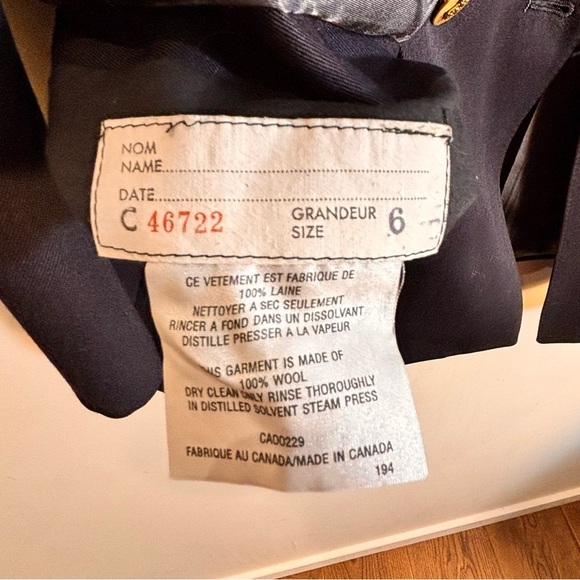 NOM
NAME
DATE
C 46722 GRANDEUR 6
SIZE
CE VETEMENT EST FABRIQUE DE
100% LAINE
NETTOYER A SEC SEULEMENT
RINCER A FOND DANS UN DISSOLVANT
DISTILLE PRESSER A LA VAPEUR
THIS GARMENT IS MADE OF
100% WOOL
DRY CLEAN ONLY RINSE THOROUGHLY
IN DISTILLED SOLVENT STEAM PRESS
CA00229
FABRIQUE AU CANADA/MADE IN CANADA
194